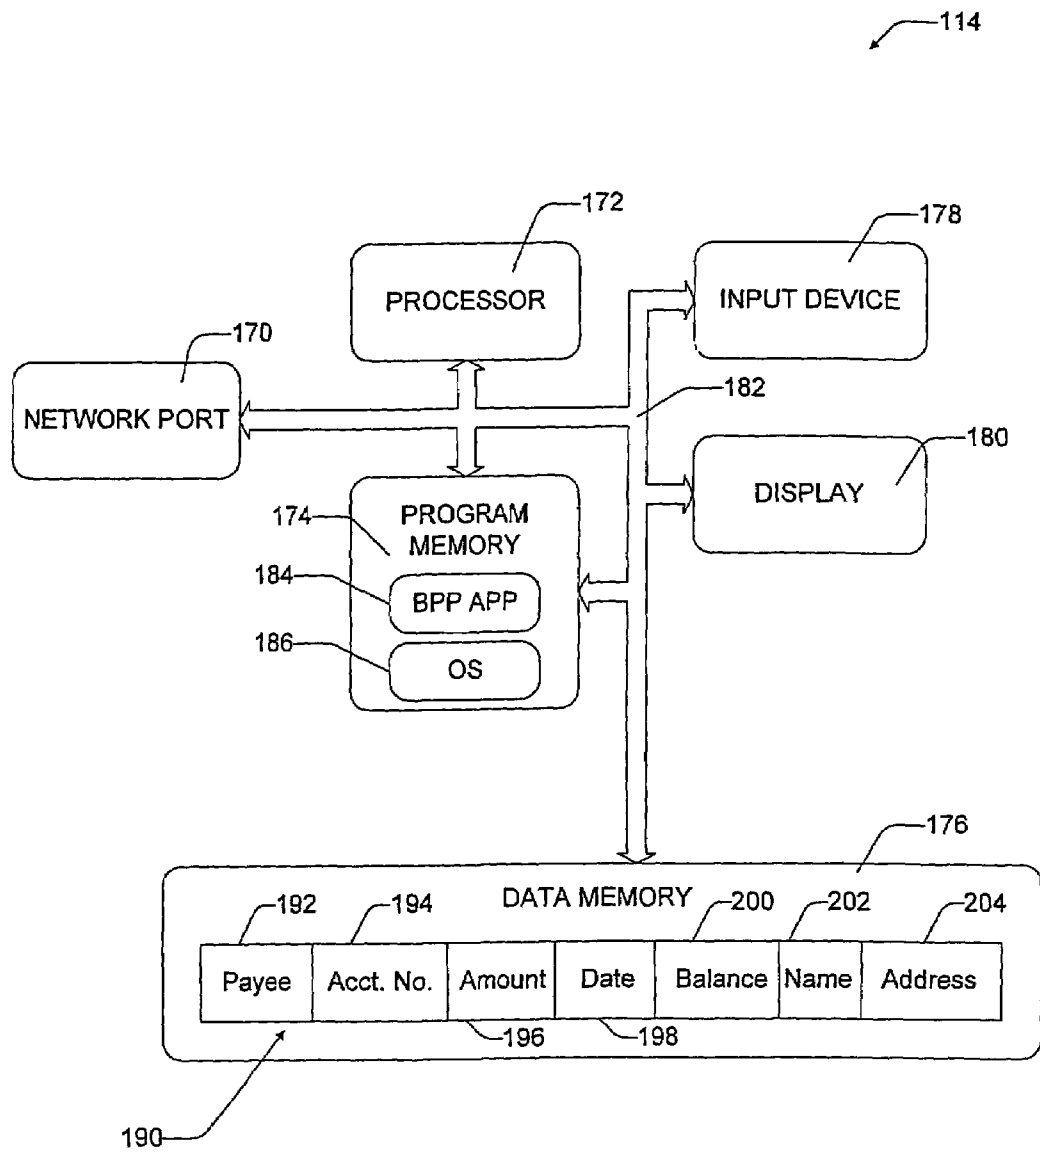 114
172
178
PROCESSOR
INPUT DEVICE
170
182
NETWORK PORT
180
DISPLAY
174
PROGRAM
MEMORY
184
BPP APP
186
OS
176
DATA MEMORY
192
194
200
202
204
Payee
Acct. No.
Amount
Date
Balance
Name
Address
196
198
190